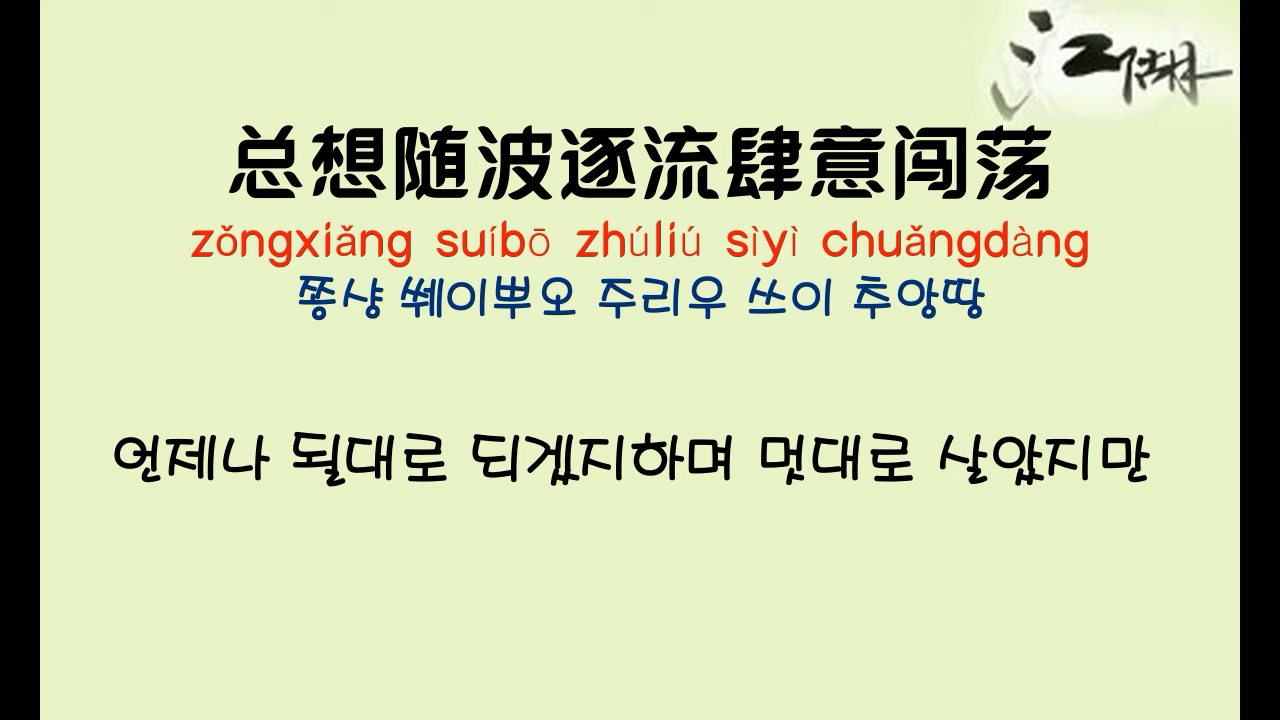 江湖
总想随波逐流肆意闯荡
zǒngxiǎng suíbō zhúliú sìyì chuǎngdàng
쫑샹 쒜이뿌오 주리우 쓰이 추앙땅
언제나 될대로 되겠지하며 멋대로 살았지만